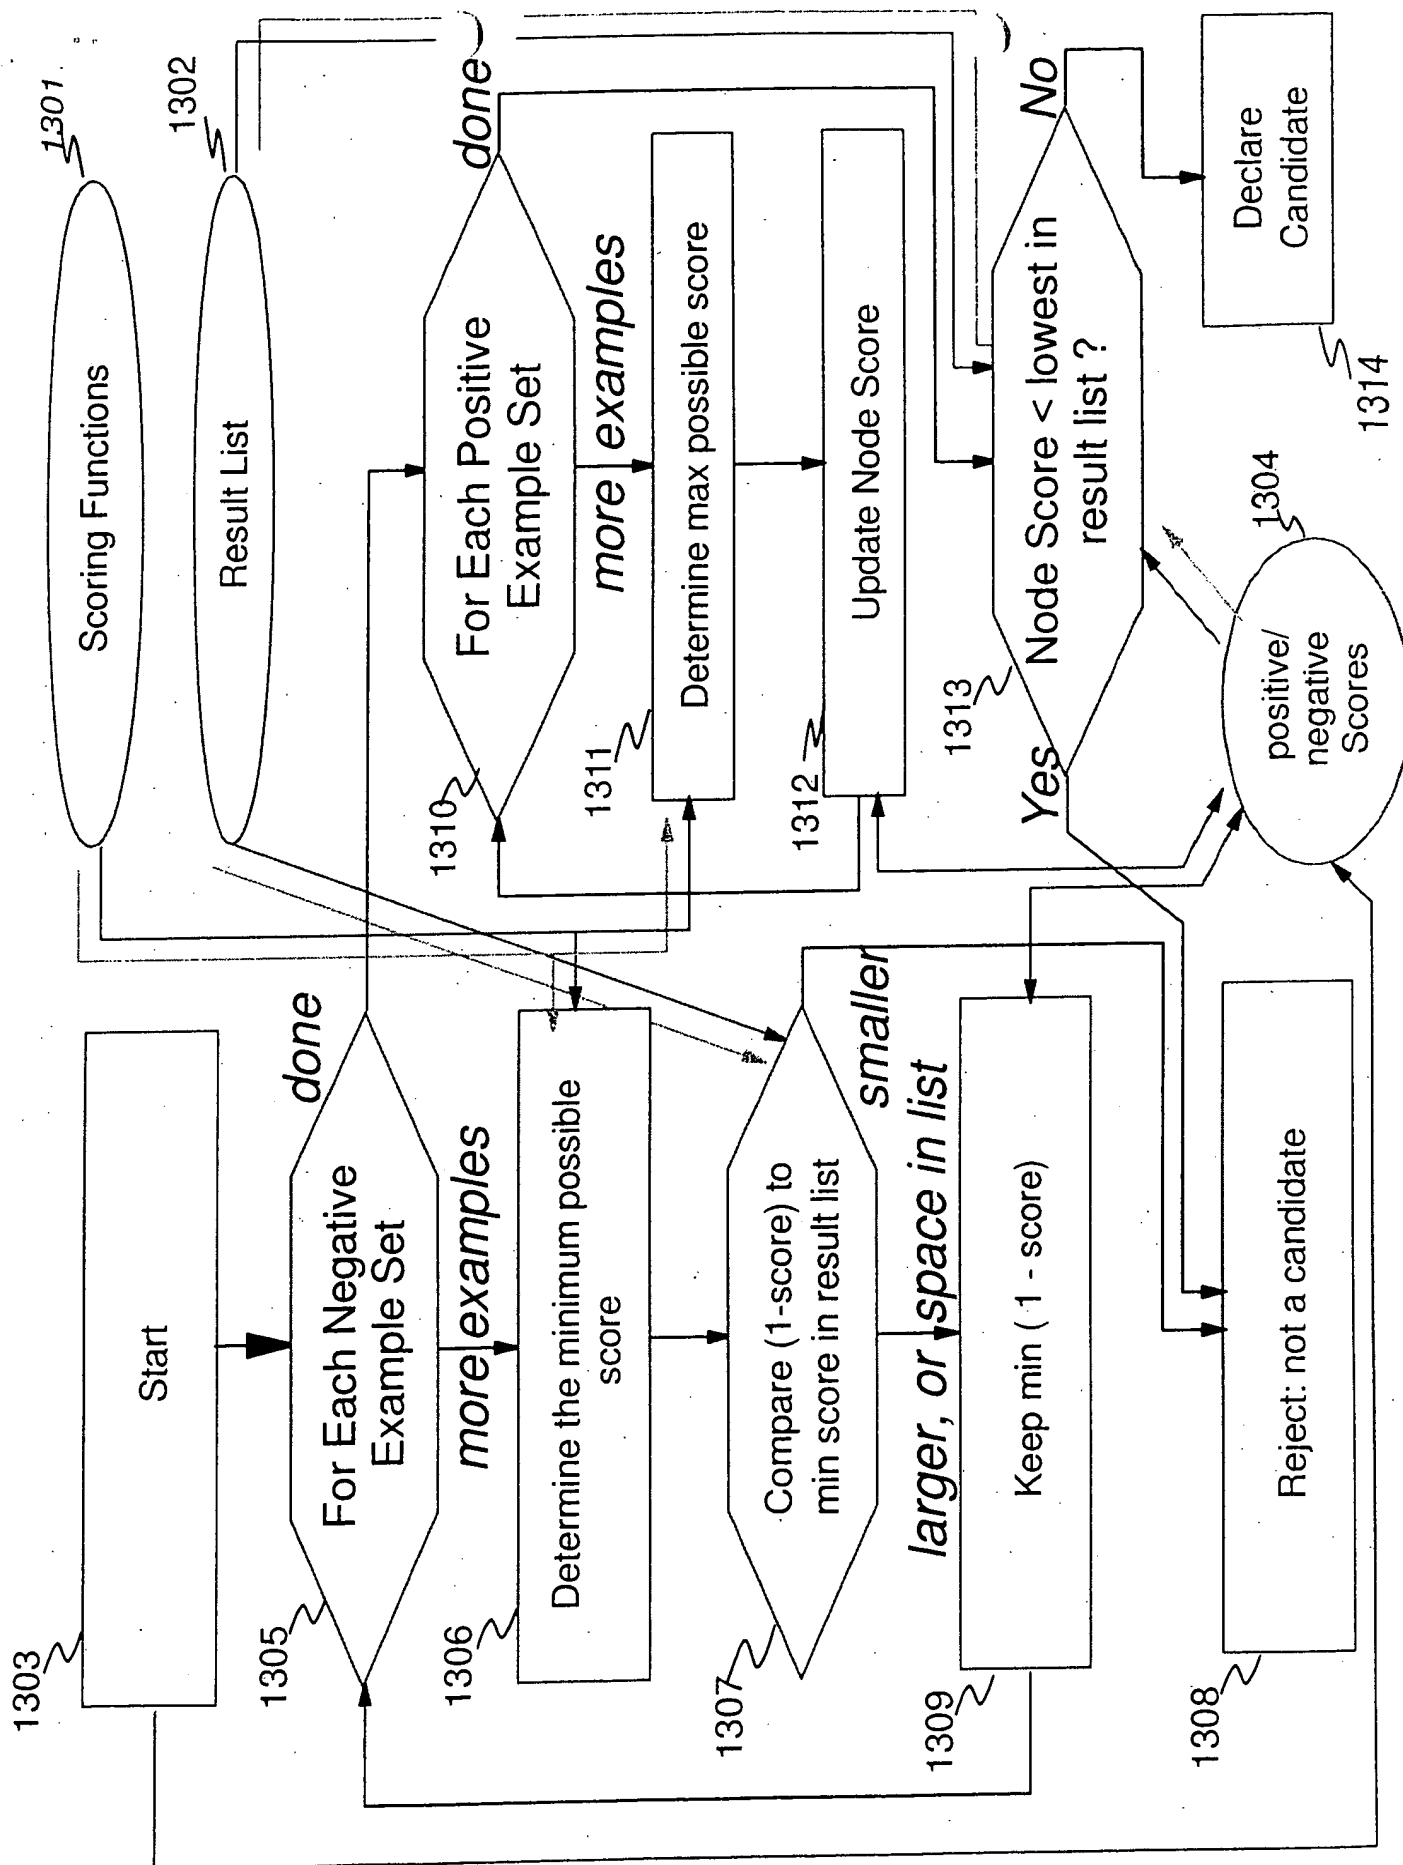 1301
Scoring Functions
1302
Result List
1303
Start
1305
For Each Negative
Example Set
done
more examples
1306
Determine the minimum possible
score
1307
Compare (1-score) to
min score in result list
smaller
larger, or space in list
1309
Keep min ( 1 - score)
1308
Reject: not a candidate
1310
For Each Positive
Example Set
done
more examples
1311
Determine max possible score
1312
Update Node Score
1313
Node Score < lowest in
result list ?
Yes
No
1304
positive/
negative
Scores
1314
Declare
Candidate